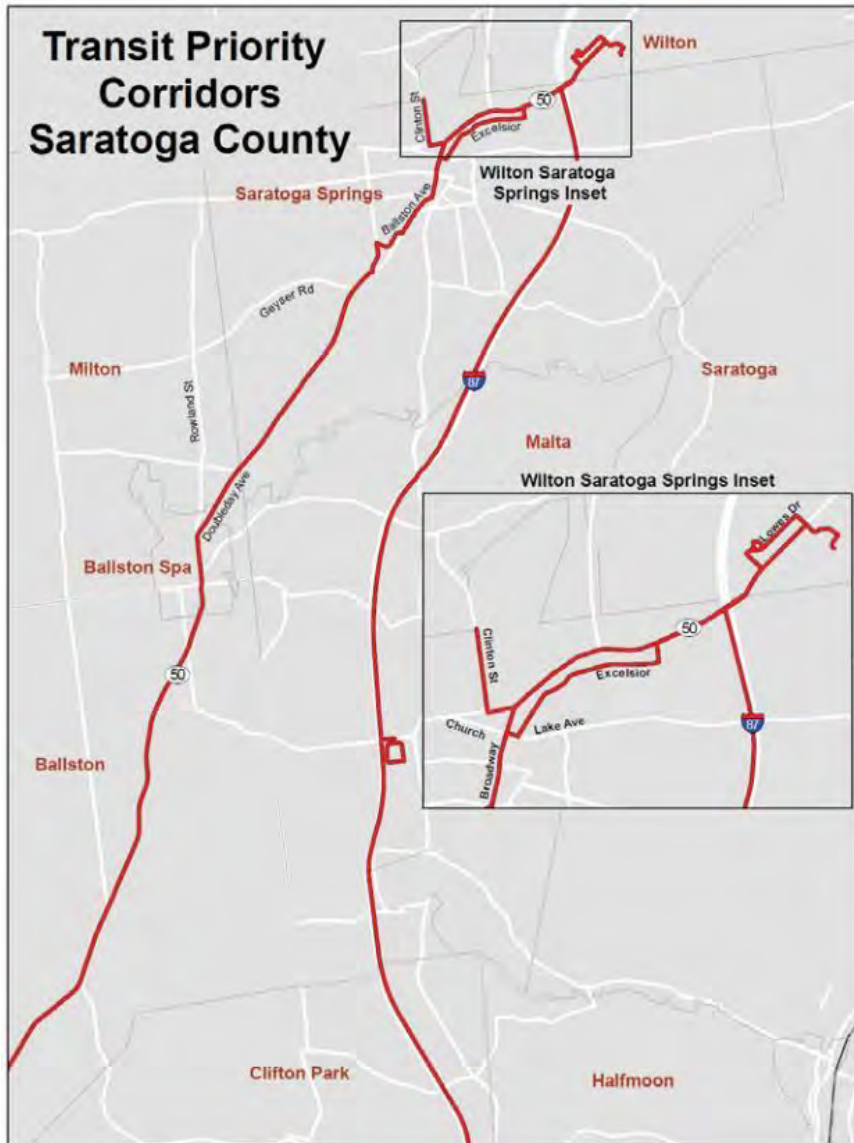 Transit Priority
Corridors
Saratoga County
Wilton
Clinton St
50
Excelsior
Wilton Saratoga
Springs Inset
Saratoga Springs
Ballston Ave
Geyser Rd
Milton
Rowland St
87
Saratoga
Malta
Doubleday Ave
Ballston Spa
50
Ballston
Wilton Saratoga Springs Inset
Lowes Dr
Clinton St
50
Excelsior
Church
Lake Ave
87
Broadway
Clifton Park
Halfmoon